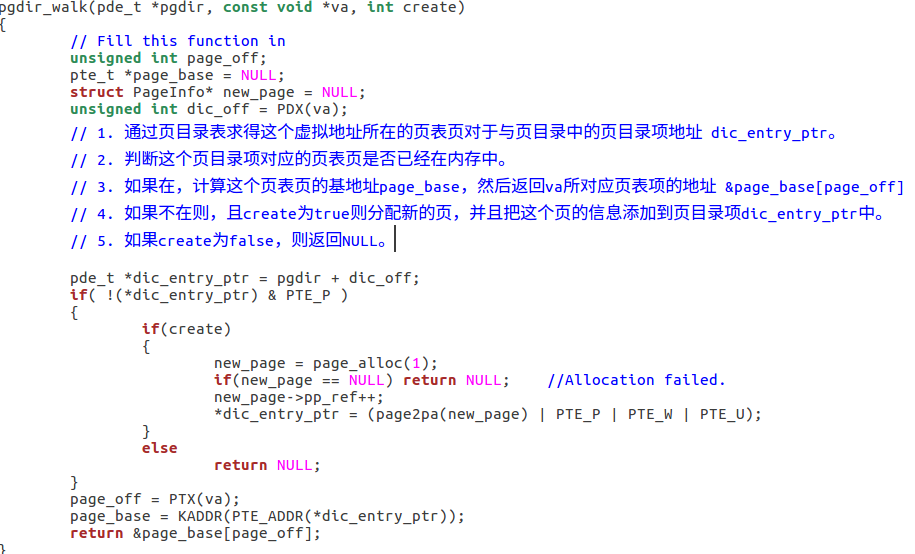 pgdir_walk(pde_t *pgdir, const void *va, int create)
{
// Fill this function in
unsigned int page_off;
pte_t *page_base = NULL;
struct PageInfo* new_page = NULL;
unsigned int dic_off = PDX(va);
// 1. 通过页目录表求得这个虚拟地址所在的页表页对于与页目录中的页目录项地址 dic_entry_ptr。
// 2. 判断这个页目录项对应的页表页是否已经在内存中。
// 3. 如果在，计算这个页表页的基地址page_base，然后返回va所对应页表项的地址 &page_base[page_off]
// 4. 如果不在则，且create为true则分配新的页，并且把这个页的信息添加到页目录项dic_entry_ptr中。
// 5. 如果create为false，则返回NULL。
pde_t *dic_entry_ptr = pgdir + dic_off;
if( !(*dic_entry_ptr) & PTE_P )
{
if(create)
{
new_page = page_alloc(1);
if(new_page == NULL) return NULL; //Allocation failed.
new_page->pp_ref++;
*dic_entry_ptr = (page2pa(new_page) | PTE_P | PTE_W | PTE_U);
}
else
return NULL;
}
page_off = PTX(va);
page_base = KADDR(PTE_ADDR(*dic_entry_ptr));
return &page_base[page_off];
}